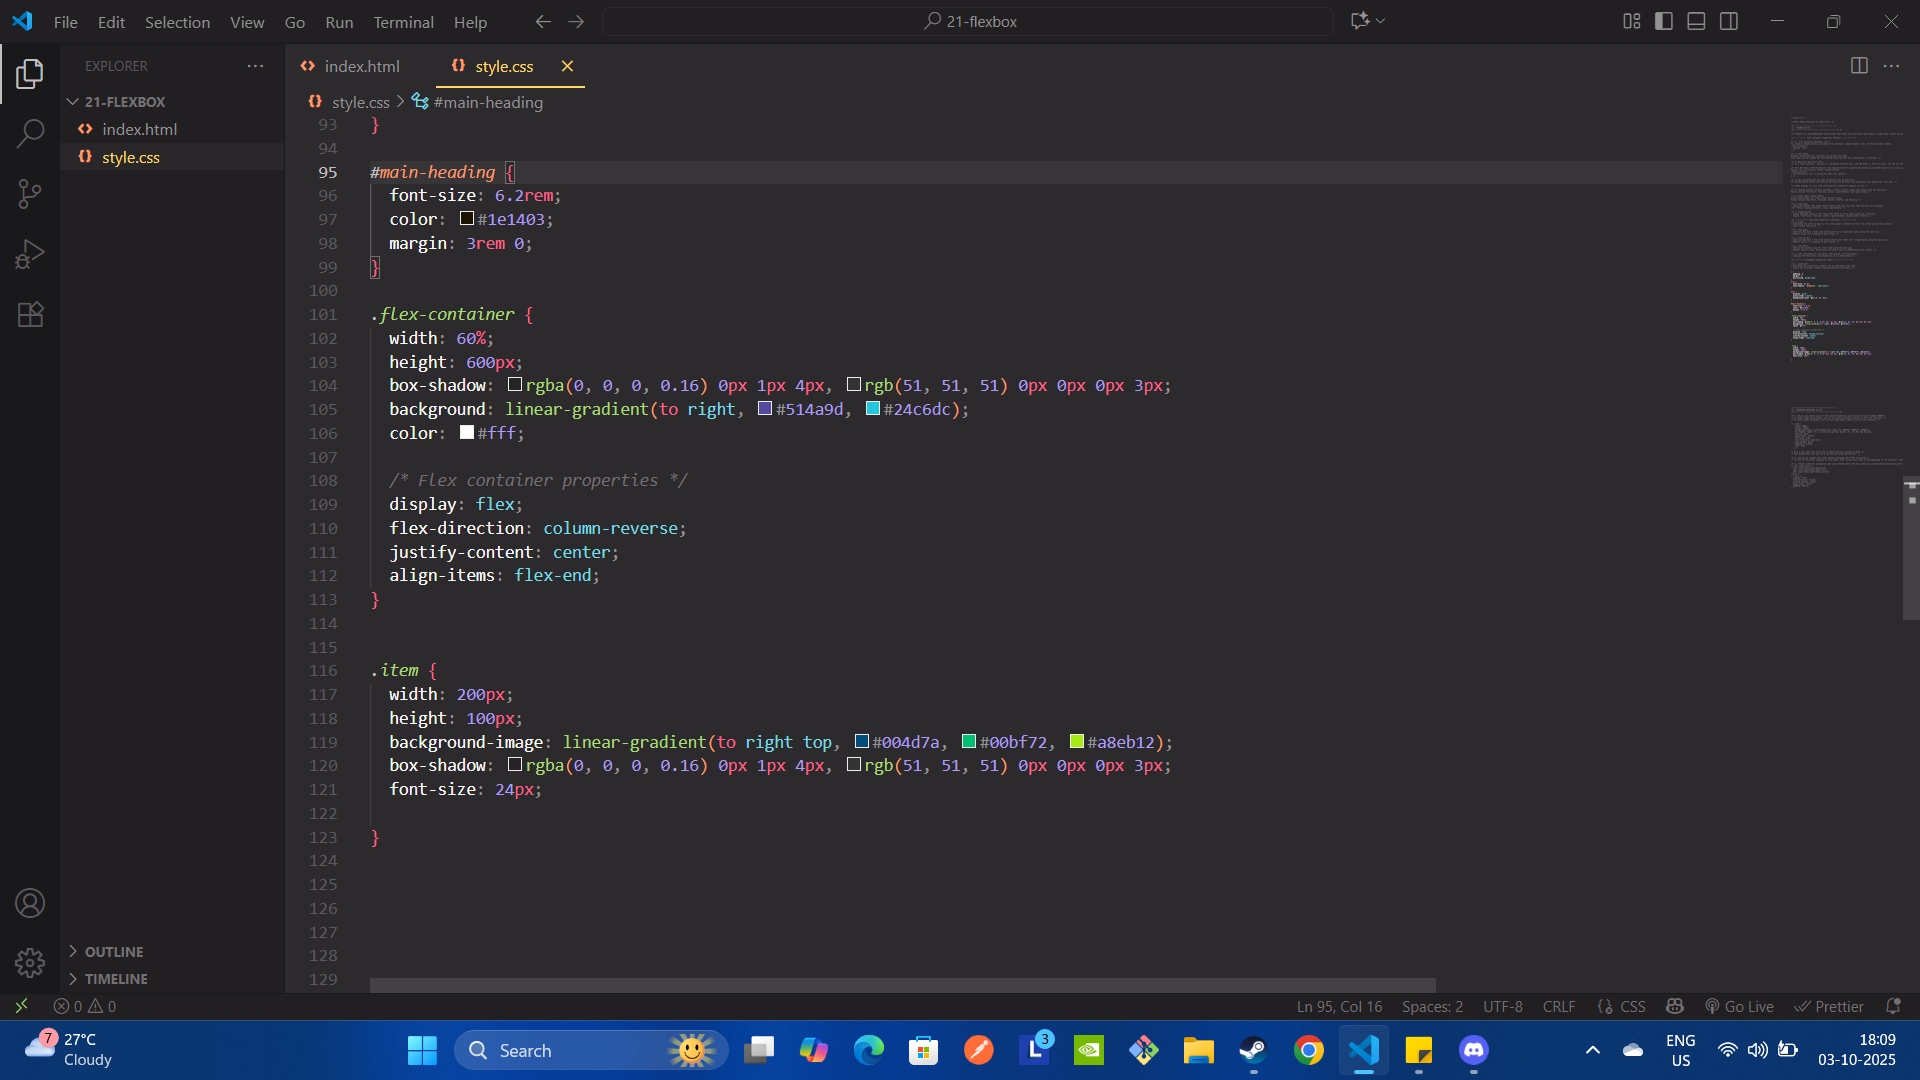 File Edit Selection View Go Run Terminal Help
21-flexbox
EXPLORER
21-FLEXBOX
index.html
style.css
index.html
style.css
style.css > #main-heading
93 }
94
95 #main-heading {
96 font-size: 6.2rem;
97 color: #1e1403;
98 margin: 3rem 0;
99 }
100
101 .flex-container {
102 width: 60%;
103 height: 600px;
104 box-shadow: rgba(0, 0, 0, 0.16) 0px 1px 4px, rgb(51, 51, 51) 0px 0px 0px 3px;
105 background: linear-gradient(to right, #514a9d, #24c6dc);
106 color: #fff;
107
108 /* Flex container properties */
109 display: flex;
110 flex-direction: column-reverse;
111 justify-content: center;
112 align-items: flex-end;
113 }
114
115
116 .item {
117 width: 200px;
118 height: 100px;
119 background-image: linear-gradient(to right top, #004d7a, #00bf72, #a8eb12);
120 box-shadow: rgba(0, 0, 0, 0.16) 0px 1px 4px, rgb(51, 51, 51) 0px 0px 0px 3px;
121 font-size: 24px;
122
123 }
124
125
126
127
128
129
OUTLINE
TIMELINE
0 0
Ln 95, Col 16 Spaces: 2 UTF-8 CRLF {} CSS Go Live Prettier
7
27°C
Cloudy
Search
L 3
ENG
US
18:09
03-10-2025